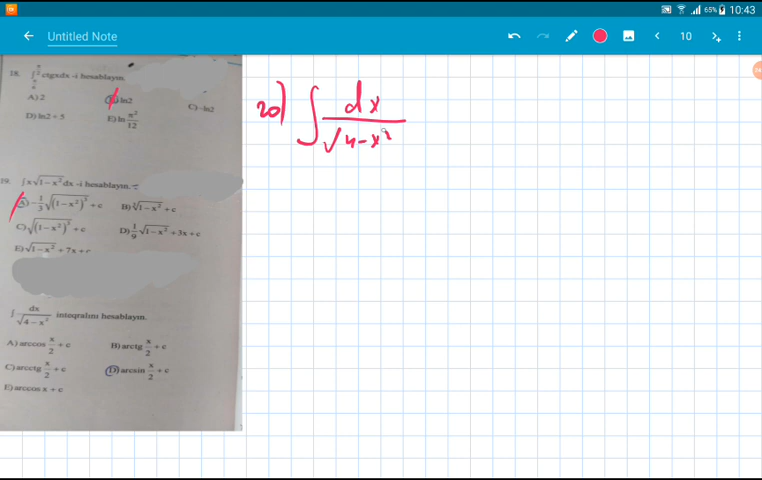 65% 10:43
Untitled Note
10
18. ∫ ctgxdx -i hesablayın.
A) 2 B) ln2 C) -ln2
D) ln2 + 5 E) ln π²/12
19. ∫x√1-x² dx -i hesablayın.
A) -1/3 √(1-x²)³ + c B) ∛1-x² + c
C) √(1-x²)³ + c D) 1/9 √1-x² + 3x + c
E) √1-x² + 7x + c
∫ dx/√4-x² inteqralını hesablayın.
A) arccos x/2 + c B) arctg x/2 + c
C) arcctg x/2 + c D) arcsin x/2 + c
E) arccos x + c
20) ∫ dx/√4-x²